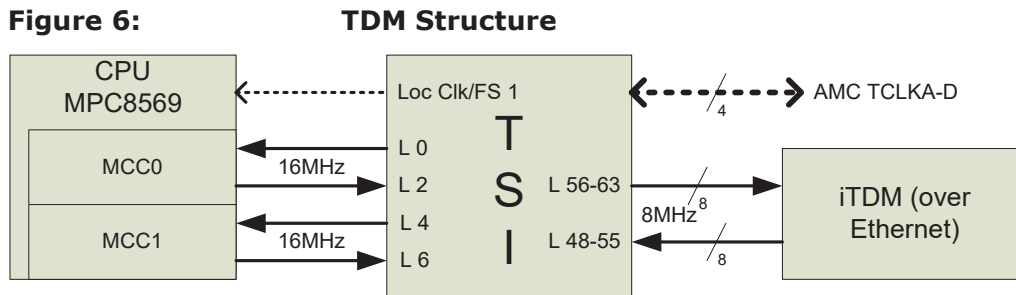 Figure 6: TDM Structure
CPU
MPC8569
MCC0
MCC1
16MHz
16MHz
Loc Clk/FS 1
L 0
L 2
L 4
L 6
T
S
I
L 56-63
L 48-55
4
AMC TCLKA-D
8
8MHz
8
iTDM (over
Ethernet)